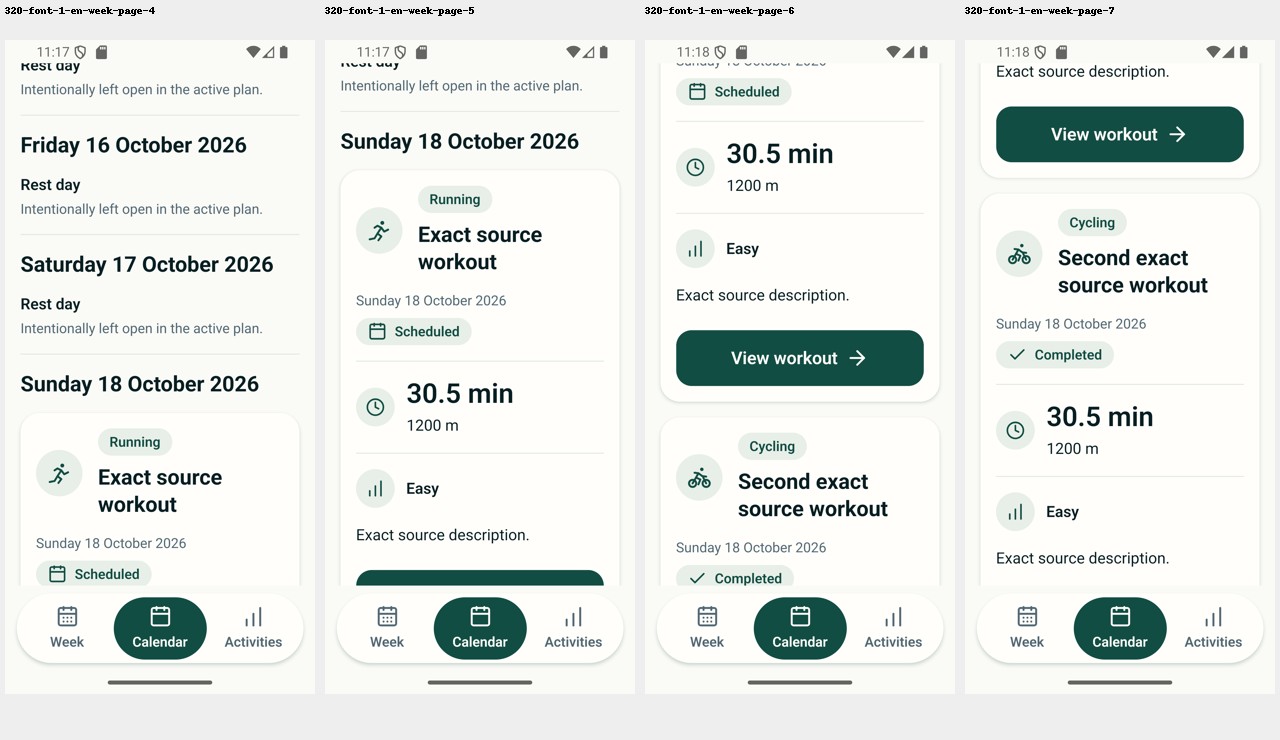 320-font-1-en-week-page-4
11:17
Rest day
Intentionally left open in the active plan.
Friday 16 October 2026
Rest day
Intentionally left open in the active plan.
Saturday 17 October 2026
Rest day
Intentionally left open in the active plan.
Sunday 18 October 2026
Running
Exact source
workout
Sunday 18 October 2026
Scheduled
Week
Calendar
Activities
320-font-1-en-week-page-5
11:17
Rest day
Intentionally left open in the active plan.
Sunday 18 October 2026
Running
Exact source
workout
Sunday 18 October 2026
Scheduled
30.5 min
1200 m
Easy
Exact source description.
Week
Calendar
Activities
320-font-1-en-week-page-6
11:18
Sunday 18 October 2026
Scheduled
30.5 min
1200 m
Easy
Exact source description.
View workout
Cycling
Second exact
source workout
Sunday 18 October 2026
Completed
Week
Calendar
Activities
320-font-1-en-week-page-7
11:18
Exact source description.
View workout
Cycling
Second exact
source workout
Sunday 18 October 2026
Completed
30.5 min
1200 m
Easy
Exact source description.
Week
Calendar
Activities